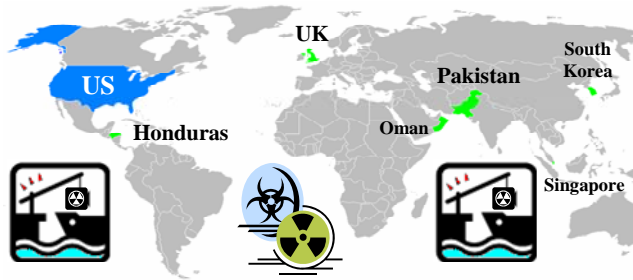 UK
South
Korea
US
Pakistan
Honduras
Oman
Singapore